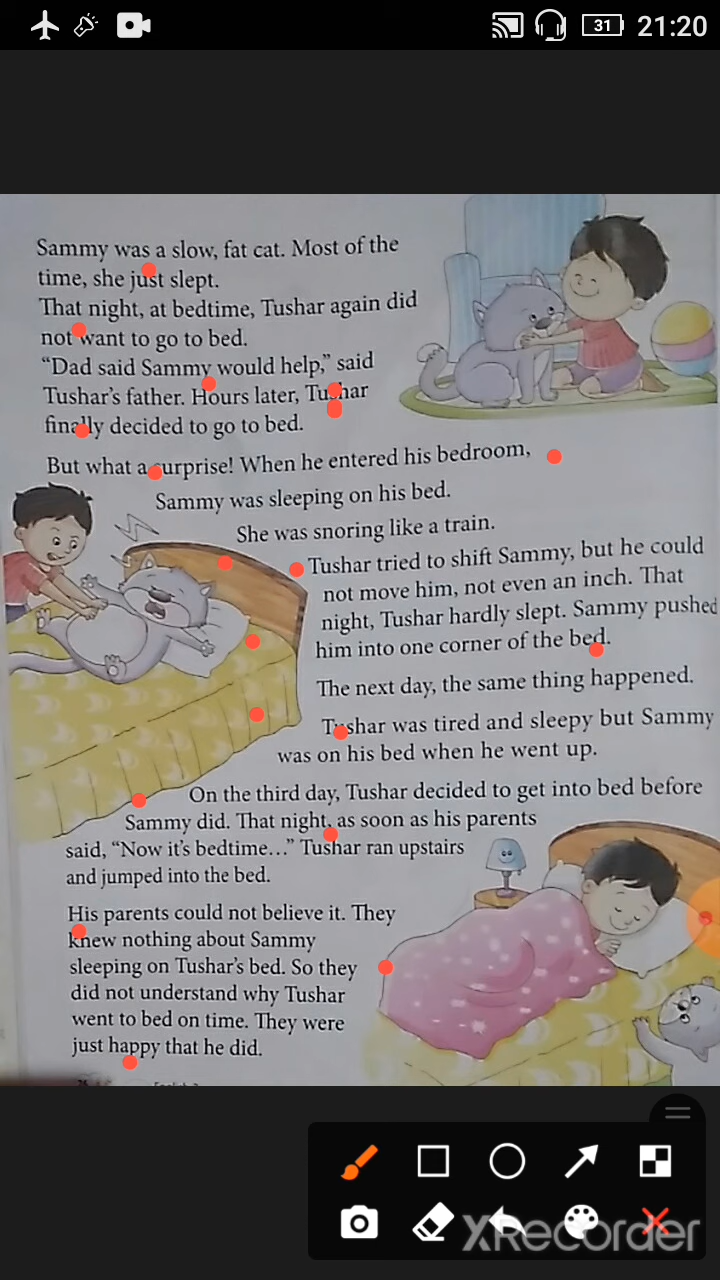 31 21:20
Sammy was a slow, fat cat. Most of the
time, she just slept.
That night, at bedtime, Tushar again did
not want to go to bed.
“Dad said Sammy would help,” said
Tushar’s father. Hours later, Tushar
finally decided to go to bed.
But what a surprise! When he entered his bedroom,
Sammy was sleeping on his bed.
She was snoring like a train.
Tushar tried to shift Sammy, but he could
not move him, not even an inch. That
night, Tushar hardly slept. Sammy pushed
him into one corner of the bed.
The next day, the same thing happened.
Tushar was tired and sleepy but Sammy
was on his bed when he went up.
On the third day, Tushar decided to get into bed before
Sammy did. That night, as soon as his parents
said, “Now it’s bedtime...” Tushar ran upstairs
and jumped into the bed.
His parents could not believe it. They
knew nothing about Sammy
sleeping on Tushar’s bed. So they
did not understand why Tushar
went to bed on time. They were
just happy that he did.
XRecorder